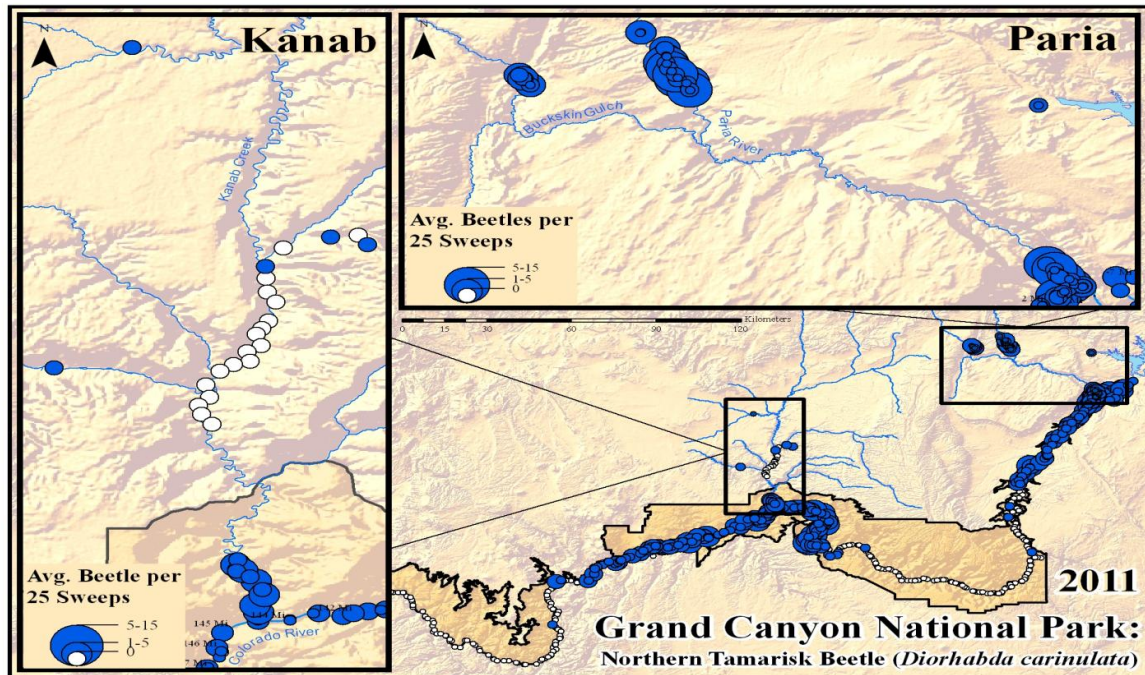 Kanab
N
Kanab Creek
Avg. Beetle per
25 Sweeps
5-15
1-5
0
145 Mi
146 Mi
Colorado River
Paria
N
Buckskin Gulch
Paria River
Avg. Beetles per
25 Sweeps
5-15
1-5
0
Kilometers
0 15 30 60 90 120
2011
Grand Canyon National Park:
Northern Tamarisk Beetle (Diorhabda carinulata)